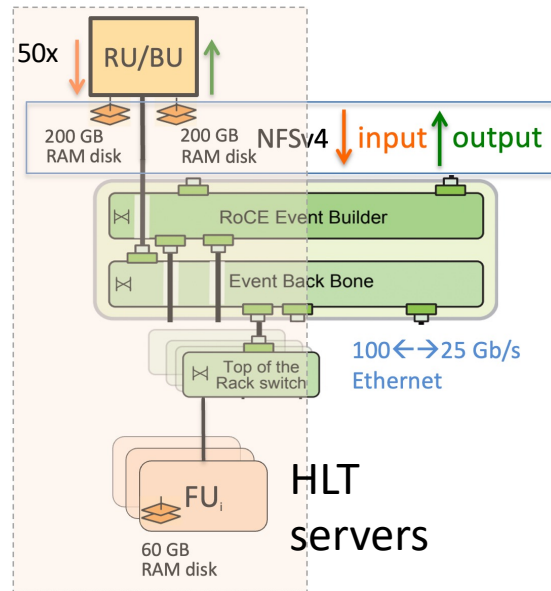 50x
RU/BU
200 GB
RAM disk
200 GB
RAM disk
NFSv4
input
output
RoCE Event Builder
Event Back Bone
Top of the
Rack switch
100←→25 Gb/s
Ethernet
FUi
60 GB
RAM disk
HLT
servers